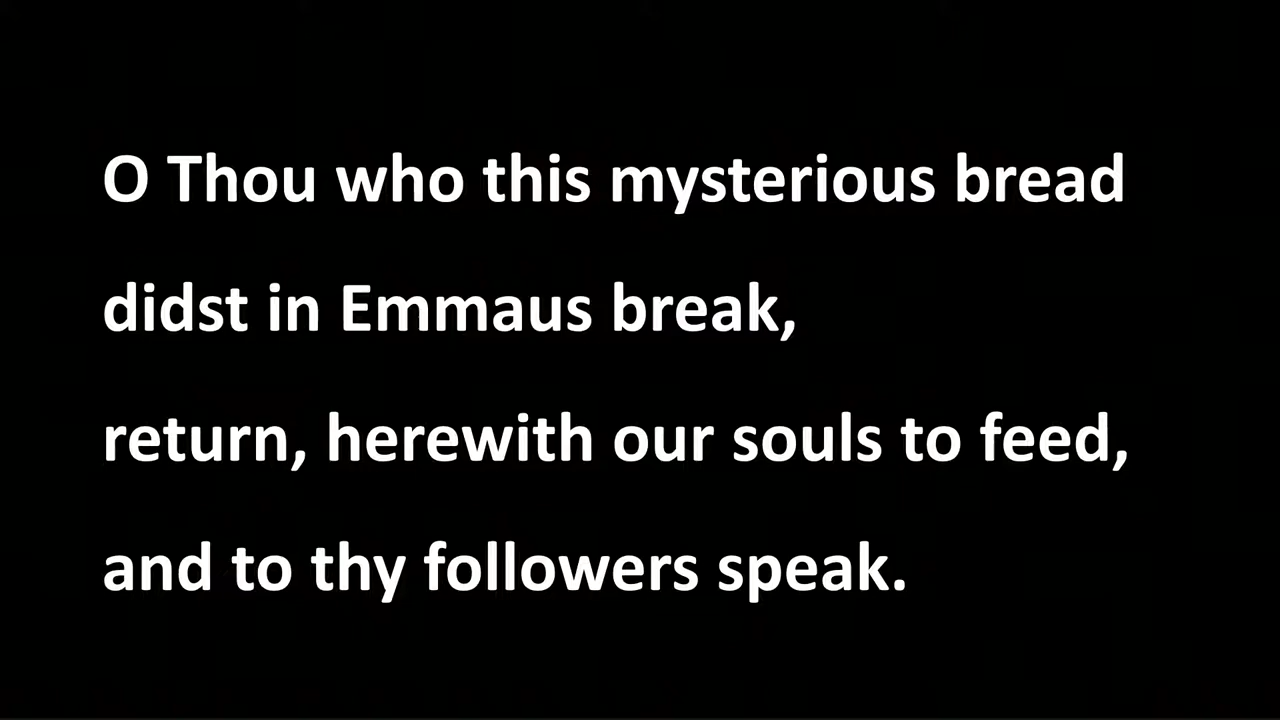 O Thou who this mysterious bread
didst in Emmaus break,
return, herewith our souls to feed,
and to thy followers speak.